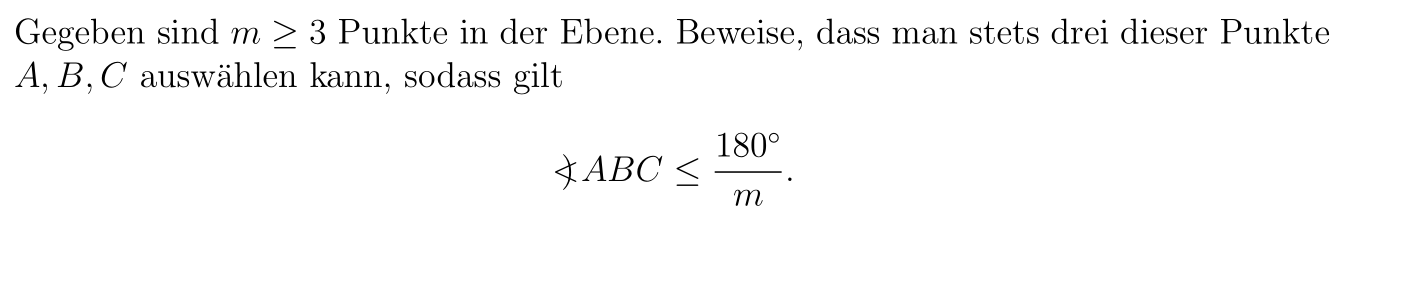 Gegeben sind m ≥ 3 Punkte in der Ebene. Beweise, dass man stets drei dieser Punkte
A, B, C auswählen kann, sodass gilt
∢ABC ≤ 180°/m.